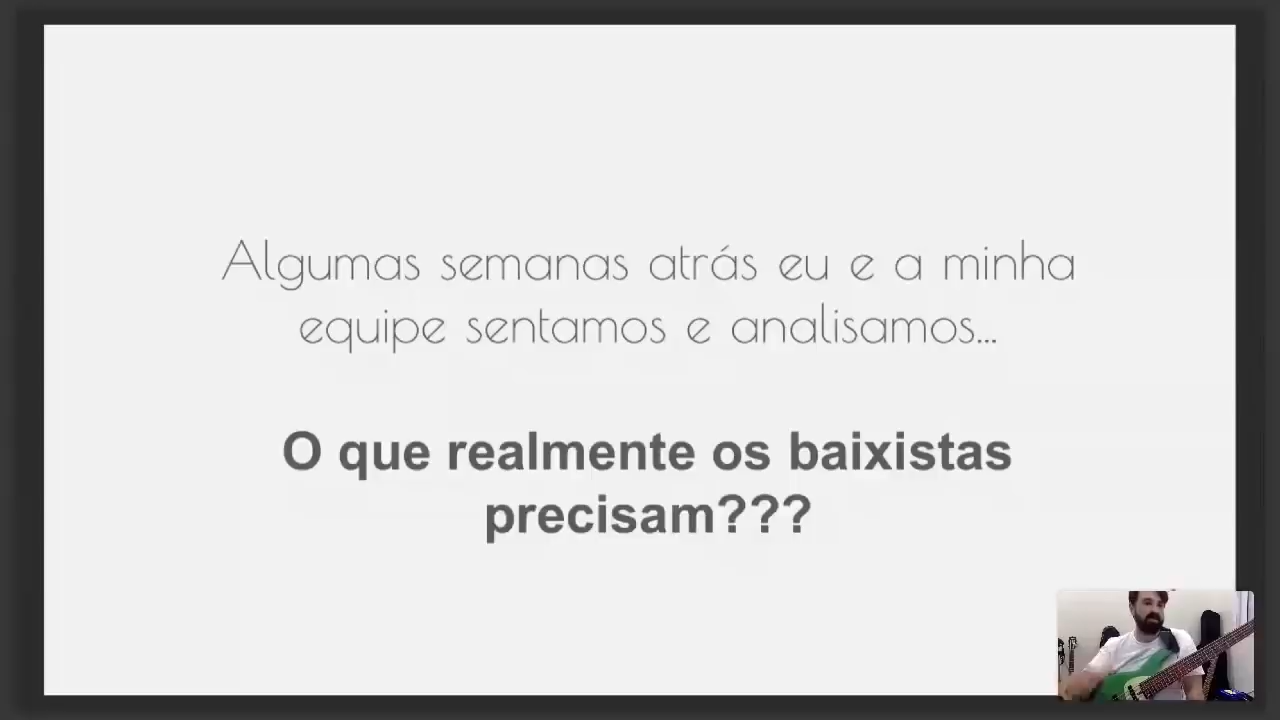 Algumas semanas atrás eu e a minha
equipe sentamos e analisamos...
O que realmente os baixistas
precisam???